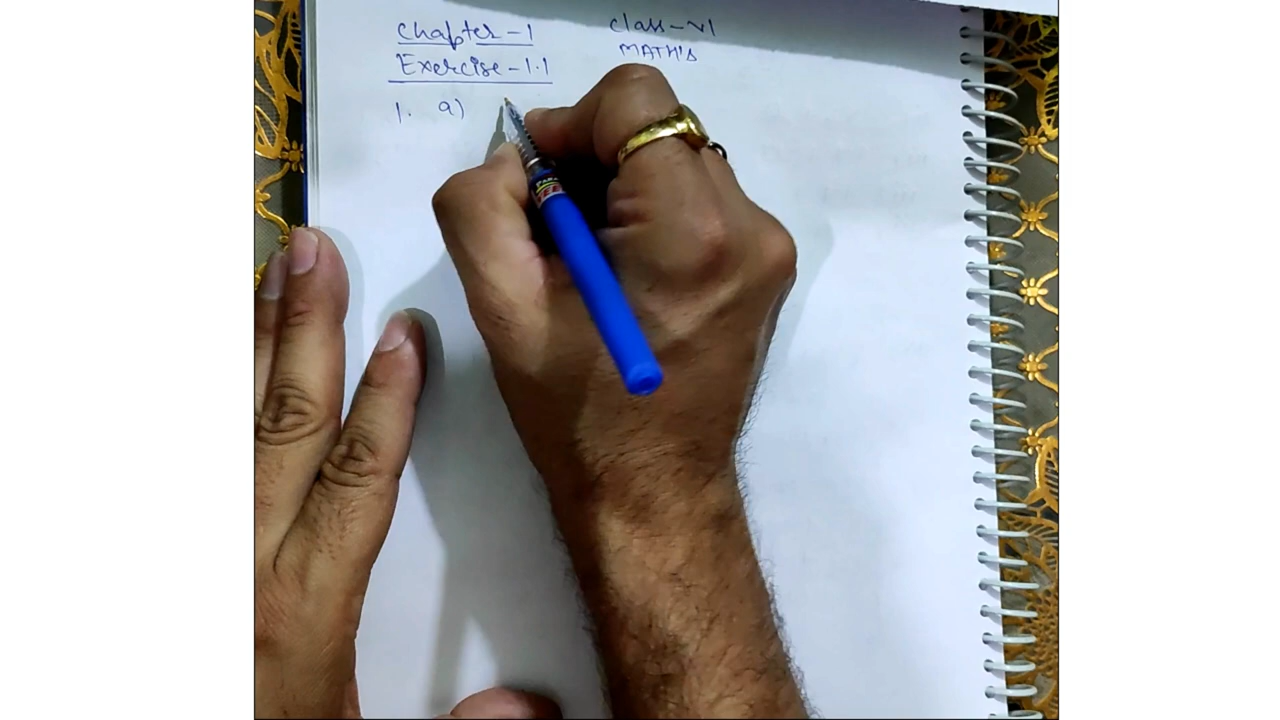 Chapter - 1
Class - VI
MATH'S
Exercise - 1.1
1. a)